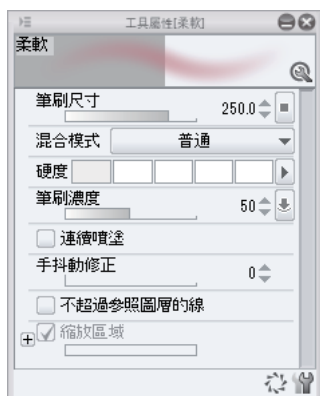 工具屬性[柔軟]
柔軟
筆刷尺寸 250.0
混合模式 普通
硬度
筆刷濃度 50
連續噴塗
手抖動修正 0
不超過參照圖層的線
縮放區域